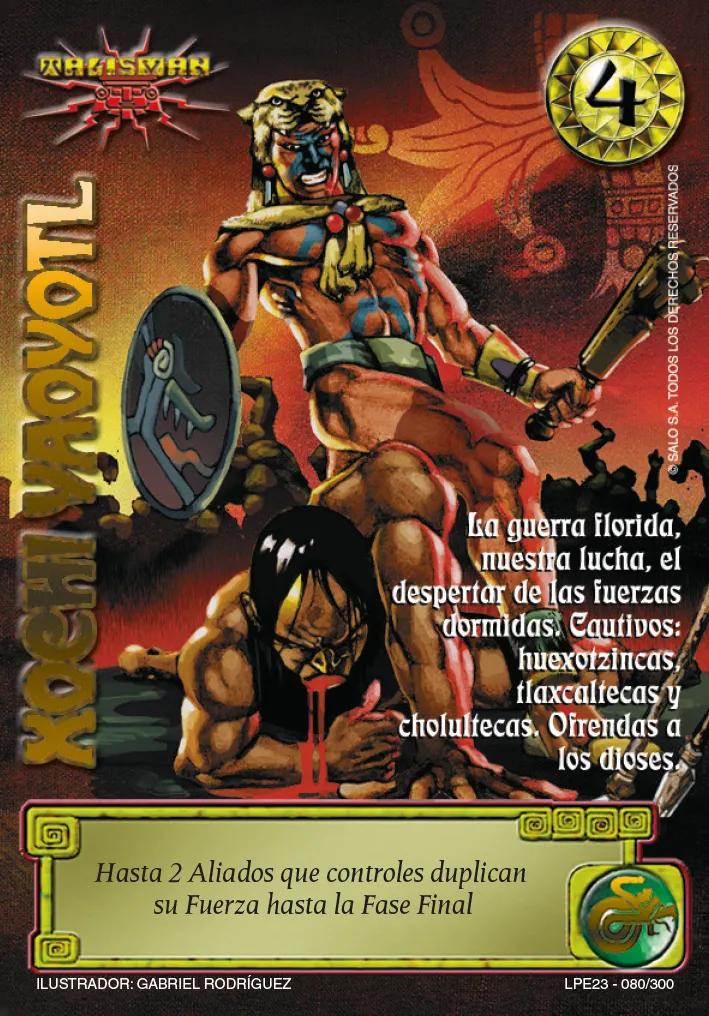 TALISMAN
4
XOCHI YAOYOTL
© SALO S.A. TODOS LOS DERECHOS RESERVADOS
La guerra florida,
nuestra lucha, el
despertar de las fuerzas
dormidas. Cautivos:
huexotzincas,
tlaxcaltecas y
cholultecas. Ofrendas a
los dioses.
Hasta 2 Aliados que controles duplican
su Fuerza hasta la Fase Final
ILUSTRADOR: GABRIEL RODRÍGUEZ
LPE23 - 080/300